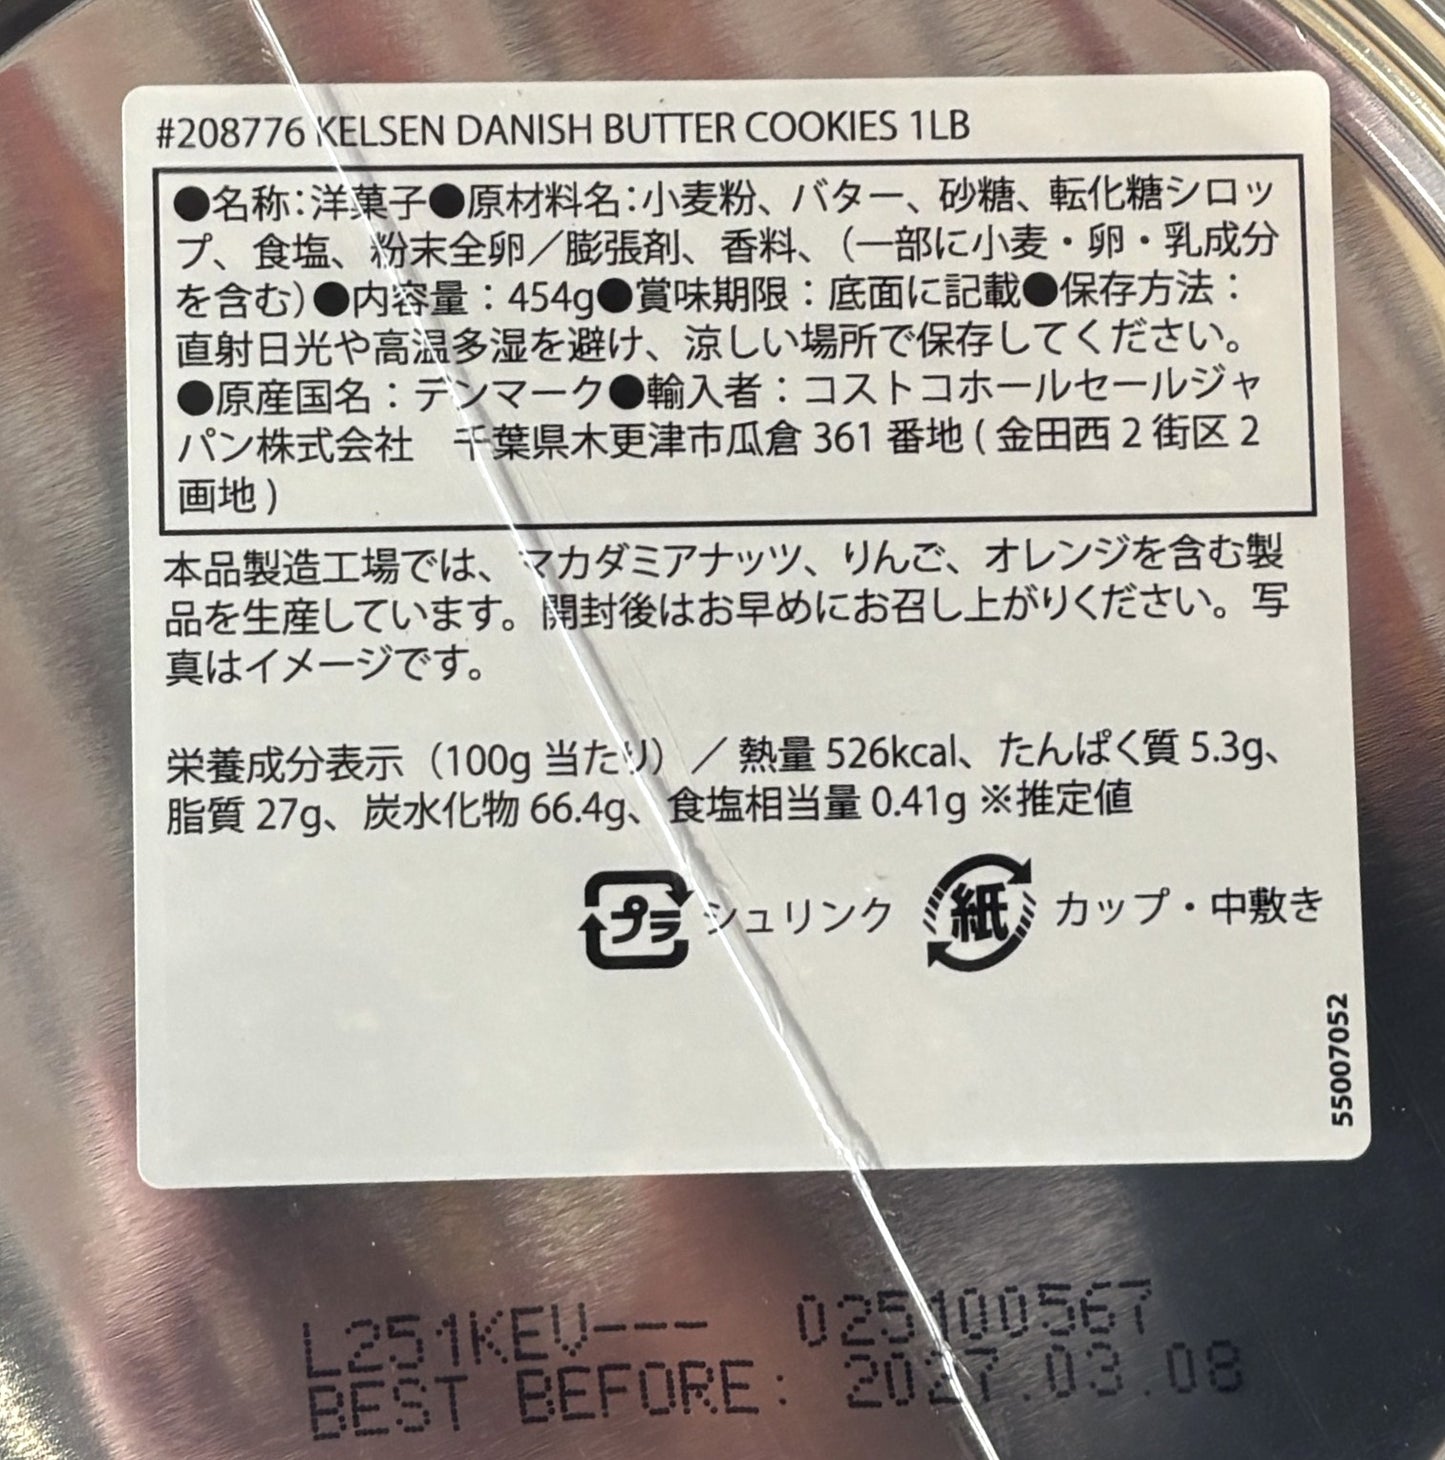 #208776 KELSEN DANISH BUTTER COOKIES 1LB
●名称：洋菓子●原材料名：小麦粉、バター、砂糖、転化糖シロッ
プ、食塩、粉末全卵／膨張剤、香料、（一部に小麦・卵・乳成分
を含む）●内容量：454g●賞味期限：底面に記載●保存方法：
直射日光や高温多湿を避け、涼しい場所で保存してください。
●原産国名：デンマーク●輸入者：コストコホールセールジャ
パン株式会社　千葉県木更津市瓜倉 361 番地 ( 金田西 2 街区 2
画地 )
本品製造工場では、マカダミアナッツ、りんご、オレンジを含む製
品を生産しています。開封後はお早めにお召し上がりください。写
真はイメージです。
栄養成分表示（100g 当たり）／ 熱量 526kcal、たんぱく質 5.3g、
脂質 27g、炭水化物 66.4g、食塩相当量 0.41g ※推定値
プラ シュリンク 紙 カップ・中敷き
55007052
L251KEV--- 025100567
BEST BEFORE: 2027.03.08